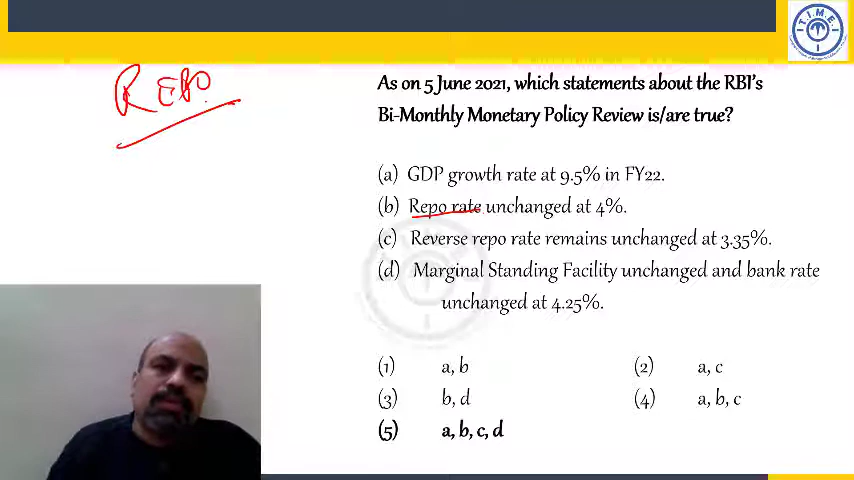 T.I.M.E.
REPO
As on 5 June 2021, which statements about the RBI's
Bi-Monthly Monetary Policy Review is/are true?
(a) GDP growth rate at 9.5% in FY22.
(b) Repo rate unchanged at 4%.
(c) Reverse repo rate remains unchanged at 3.35%.
(d) Marginal Standing Facility unchanged and bank rate
unchanged at 4.25%.
(1) a, b (2) a, c
(3) b, d (4) a, b, c
(5) a, b, c, d